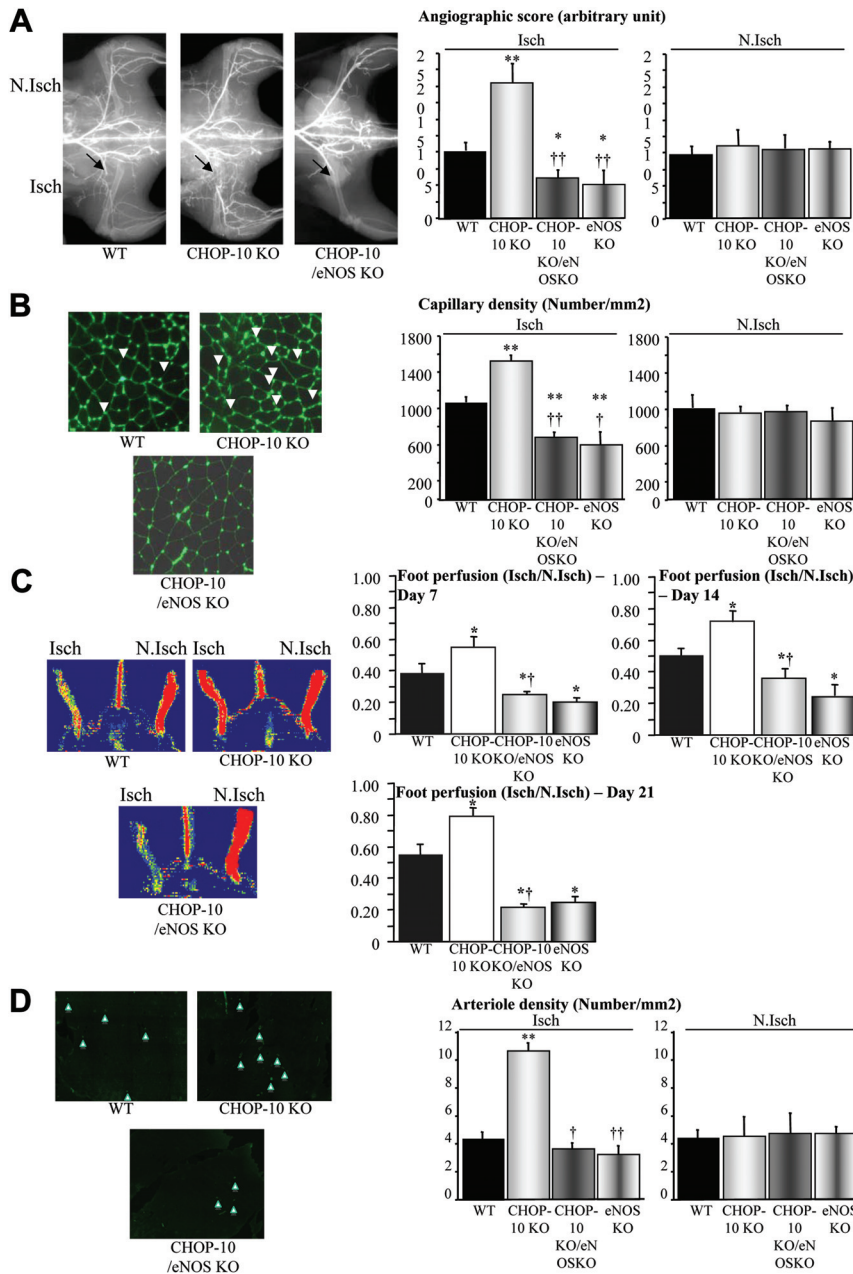 A
N.Isch
Isch
WT
CHOP-10 KO
CHOP-10
/eNOS KO
Angiographic score (arbitrary unit)
Isch
2
2
0
1
1
5
0
**
*
††
*
††
WT
CHOP-
10 KO
CHOP-
10
KO/eN
OSKO
eNOS
KO
N.Isch
2
2
0
1
1
5
0
WT
CHOP-
10 KO
CHOP-
10
KO/eN
OSKO
eNOS
KO
B
WT
CHOP-10 KO
CHOP-10
/eNOS KO
Capillary density (Number/mm2)
Isch
1800
1400
1000
600
200
**
**
††
**
†
WT
CHOP-
10 KO
CHOP-
10
KO/eN
OSKO
eNOS
KO
N.Isch
1800
1400
1000
600
200
WT
CHOP-
10 KO
CHOP-
10
KO/eN
OSKO
eNOS
KO
C
Isch
N.Isch
Isch
N.Isch
WT
CHOP-10 KO
Isch
N.Isch
CHOP-10
/eNOS KO
Foot perfusion (Isch/N.Isch) –
Day 7
1.00
0.80
0.60
0.40
0.20
0
*
*†
*
WT
CHOP-
10 KO
CHOP-10
KO/eNOS
KO
eNOS
KO
Foot perfusion (Isch/N.Isch)
– Day 14
1.00
0.80
0.60
0.40
0.20
0
*
*†
*
WT
CHOP-
10 KO
CHOP-10
KO/eNOS
KO
eNOS
KO
Foot perfusion (Isch/N.Isch) – Day 21
1.00
0.80
0.60
0.40
0.20
0
*
*†
*
WT
CHOP-
10 KO
CHOP-10
KO/eNOS
KO
eNOS
KO
D
WT
CHOP-10 KO
CHOP-10
/eNOS KO
Arteriole density (Number/mm2)
Isch
12
10
8
6
4
2
0
**
†
††
WT
CHOP-
10 KO
CHOP-
10
KO/eN
OSKO
eNOS
KO
N.Isch
12
10
8
6
4
2
0
WT
CHOP-
10 KO
CHOP-
10
KO/eN
OSKO
eNOS
KO